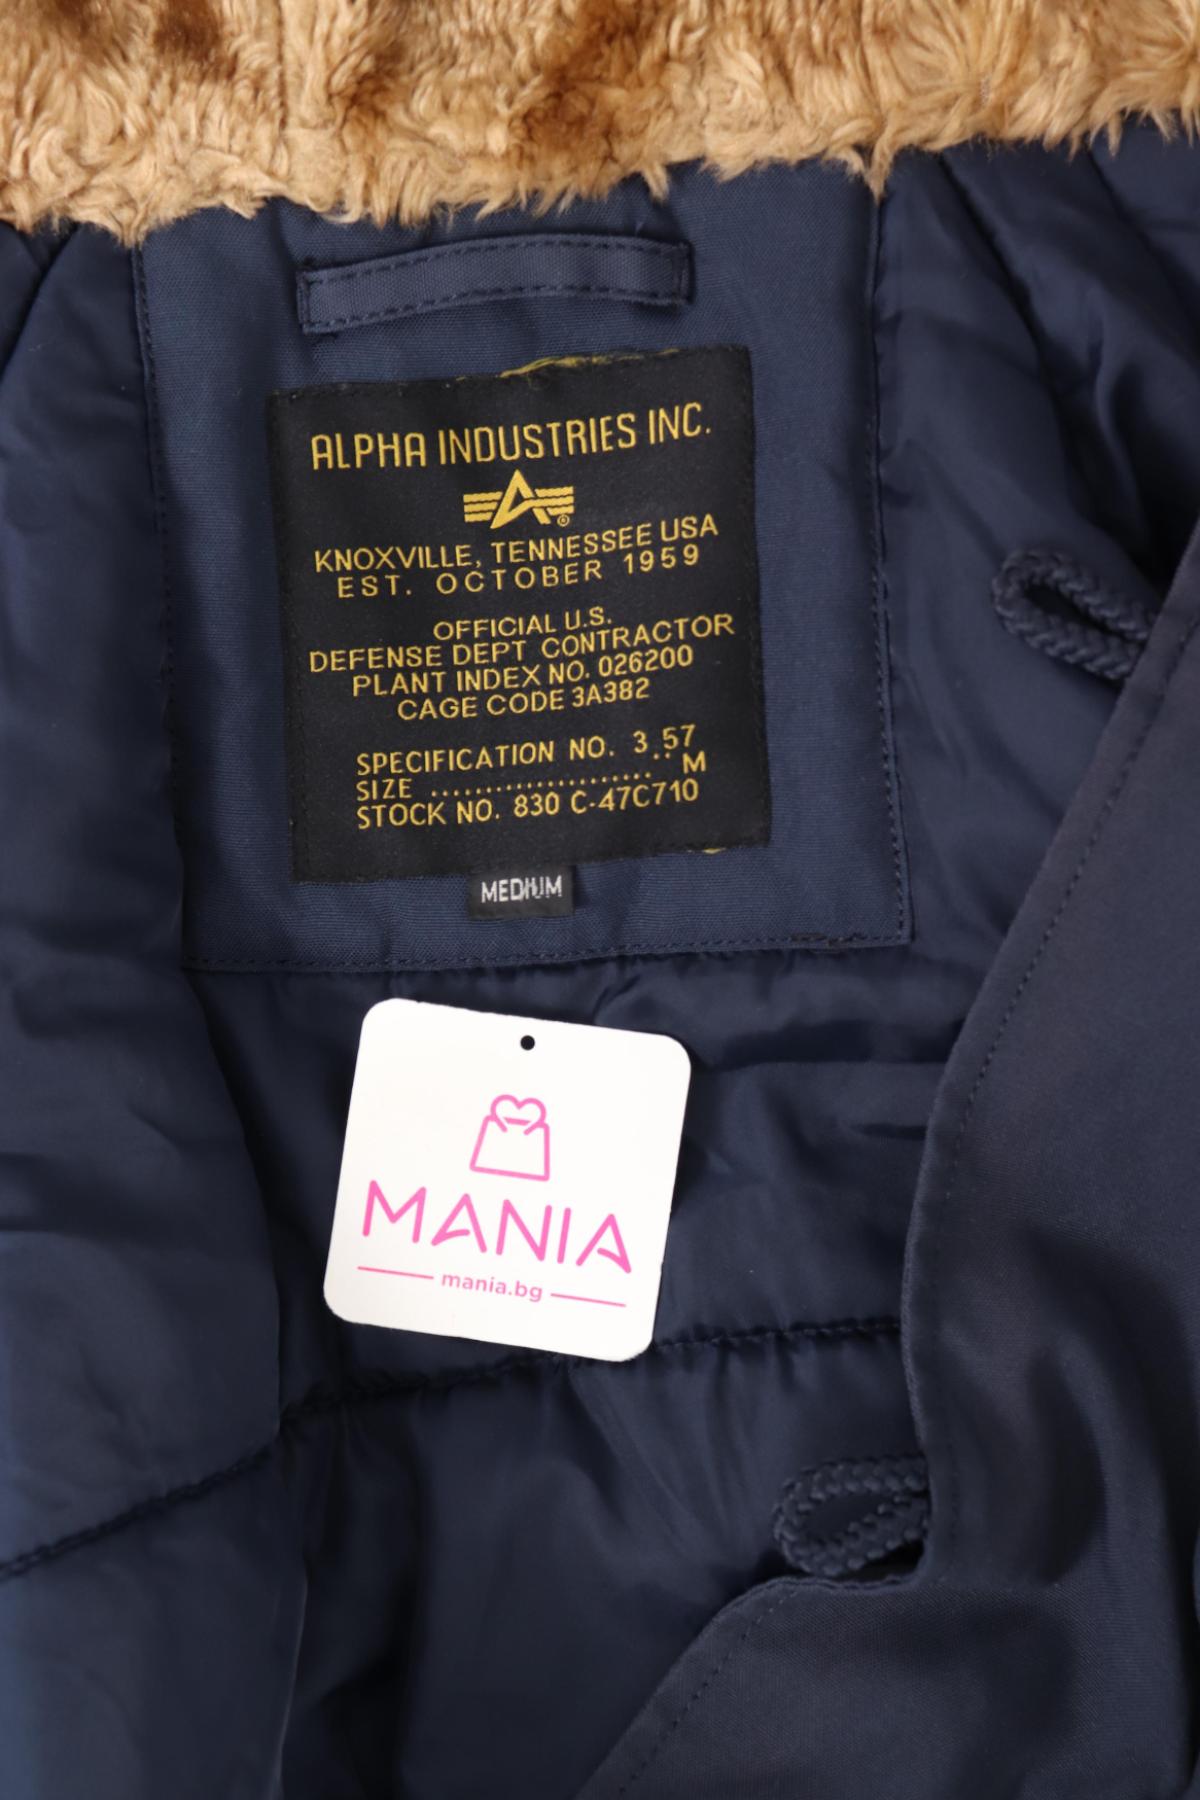 ALPHA INDUSTRIES INC.
®
KNOXVILLE, TENNESSEE USA
EST. OCTOBER 1959
OFFICIAL U.S.
DEFENSE DEPT CONTRACTOR
PLANT INDEX NO. 026200
CAGE CODE 3A382
SPECIFICATION NO. 3.57
SIZE ........................ M
STOCK NO. 830 C-47C710
MEDIUM
MANIA
mania.bg